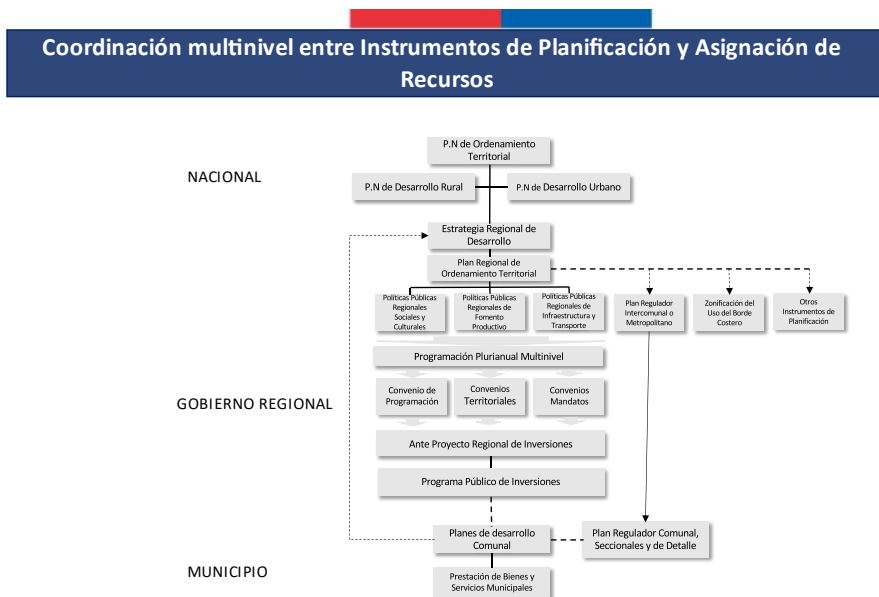 Coordinación multinivel entre Instrumentos de Planificación y Asignación de
Recursos
P.N de Ordenamiento
Territorial
NACIONAL
P.N de Desarrollo Rural
P.N de Desarrollo Urbano
Estrategia Regional de
Desarrollo
Plan Regional de
Ordenamiento Territorial
Políticas Públicas
Regionales
Sociales y
Culturales
Políticas Públicas
Regionales de
Fomento
Productivo
Políticas Públicas
Regionales de
Infraestructura y
Transporte
Plan Regulador
Intercomunal o
Metropolitano
Zonificación del
Uso del Borde
Costero
Otros
Instrumentos de
Planificación
Programación Plurianual Multinivel
GOBIERNO REGIONAL
Convenio de
Programación
Convenios
Territoriales
Convenios
Mandatos
Ante Proyecto Regional de Inversiones
Programa Público de Inversiones
Planes de desarrollo
Comunal
Plan Regulador Comunal,
Seccionales y de Detalle
MUNICIPIO
Prestación de Bienes y
Servicios Municipales